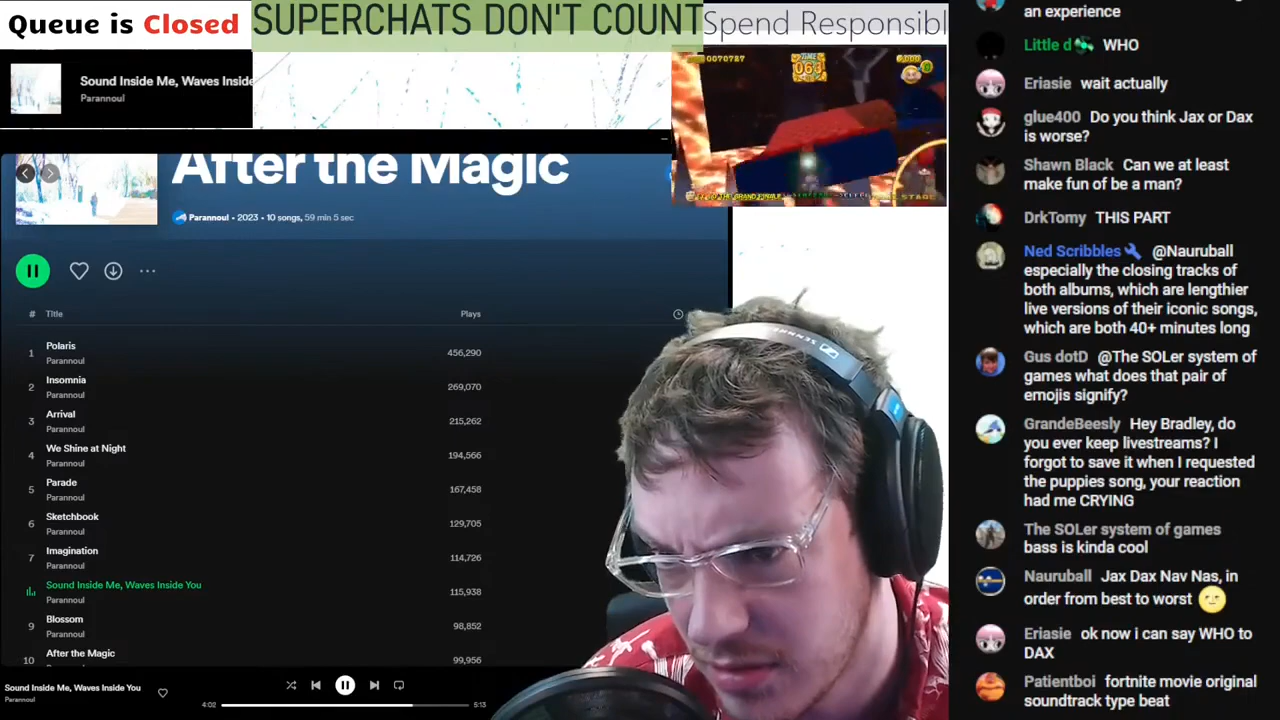 Queue is Closed
SUPERCHATS DON'T COUNT
Spend Responsibl
Sound Inside Me, Waves Inside
Parannoul
0070787
TIME
063
After the Magic
Parannoul • 2023 • 10 songs, 59 min 5 sec
# Title Plays
1 Polaris 456,290
Parannoul
2 Insomnia 269,070
Parannoul
3 Arrival 215,262
Parannoul
4 We Shine at Night 194,566
Parannoul
5 Parade 167,458
Parannoul
6 Sketchbook 129,705
Parannoul
7 Imagination 114,726
Parannoul
Sound Inside Me, Waves Inside You 115,938
Parannoul
9 Blossom 98,852
Parannoul
10 After the Magic 99,956
Sound Inside Me, Waves Inside You
Parannoul
4:02 5:13
SENNHEISER
an experience
Little d WHO
Eriasie wait actually
glue400 Do you think Jax or Dax
is worse?
Shawn Black Can we at least
make fun of be a man?
DrkTomy THIS PART
Ned Scribbles @Nauruball
especially the closing tracks of
both albums, which are lengthier
live versions of their iconic songs,
which are both 40+ minutes long
Gus dotD @The SOLer system of
games what does that pair of
emojis signify?
GrandeBeesly Hey Bradley, do
you ever keep livestreams? I
forgot to save it when I requested
the puppies song, your reaction
had me CRYING
The SOLer system of games
bass is kinda cool
Nauruball Jax Dax Nav Nas, in
order from best to worst
Eriasie ok now i can say WHO to
DAX
Patientboi fortnite movie original
soundtrack type beat